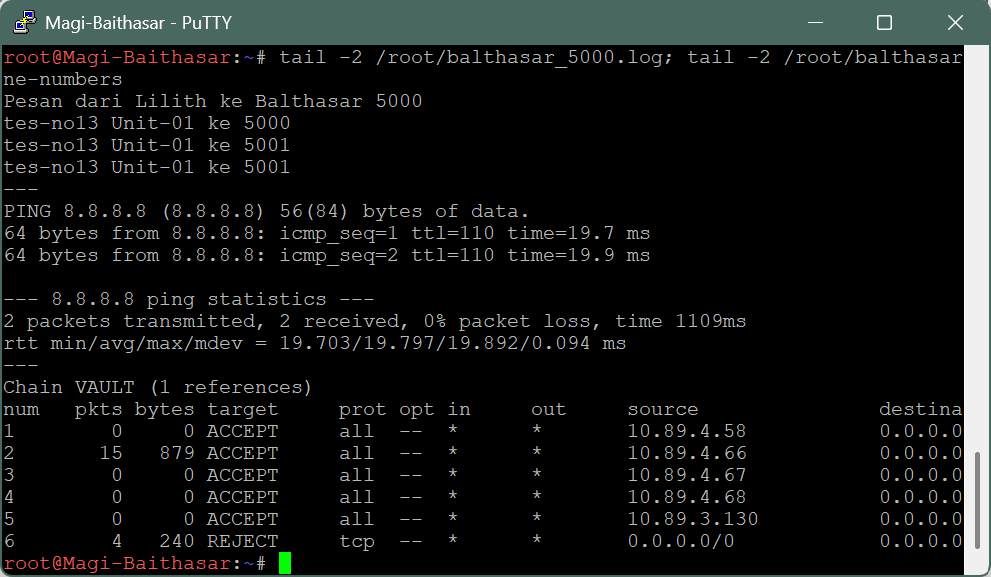 Magi-Baithasar - PuTTY
root@Magi-Baithasar:~# tail -2 /root/balthasar_5000.log; tail -2 /root/balthasar
ne-numbers
Pesan dari Lilith ke Balthasar 5000
tes-no13 Unit-01 ke 5000
tes-no13 Unit-01 ke 5001
tes-no13 Unit-01 ke 5001
---
PING 8.8.8.8 (8.8.8.8) 56(84) bytes of data.
64 bytes from 8.8.8.8: icmp_seq=1 ttl=110 time=19.7 ms
64 bytes from 8.8.8.8: icmp_seq=2 ttl=110 time=19.9 ms
--- 8.8.8.8 ping statistics ---
2 packets transmitted, 2 received, 0% packet loss, time 1109ms
rtt min/avg/max/mdev = 19.703/19.797/19.892/0.094 ms
---
Chain VAULT (1 references)
num   pkts bytes target     prot opt in     out     source               destina
1        0     0 ACCEPT     all  --  *      *       10.89.4.58           0.0.0.0
2       15   879 ACCEPT     all  --  *      *       10.89.4.66           0.0.0.0
3        0     0 ACCEPT     all  --  *      *       10.89.4.67           0.0.0.0
4        0     0 ACCEPT     all  --  *      *       10.89.4.68           0.0.0.0
5        0     0 ACCEPT     all  --  *      *       10.89.3.130          0.0.0.0
6        4   240 REJECT     tcp  --  *      *       0.0.0.0/0            0.0.0.0
root@Magi-Baithasar:~#